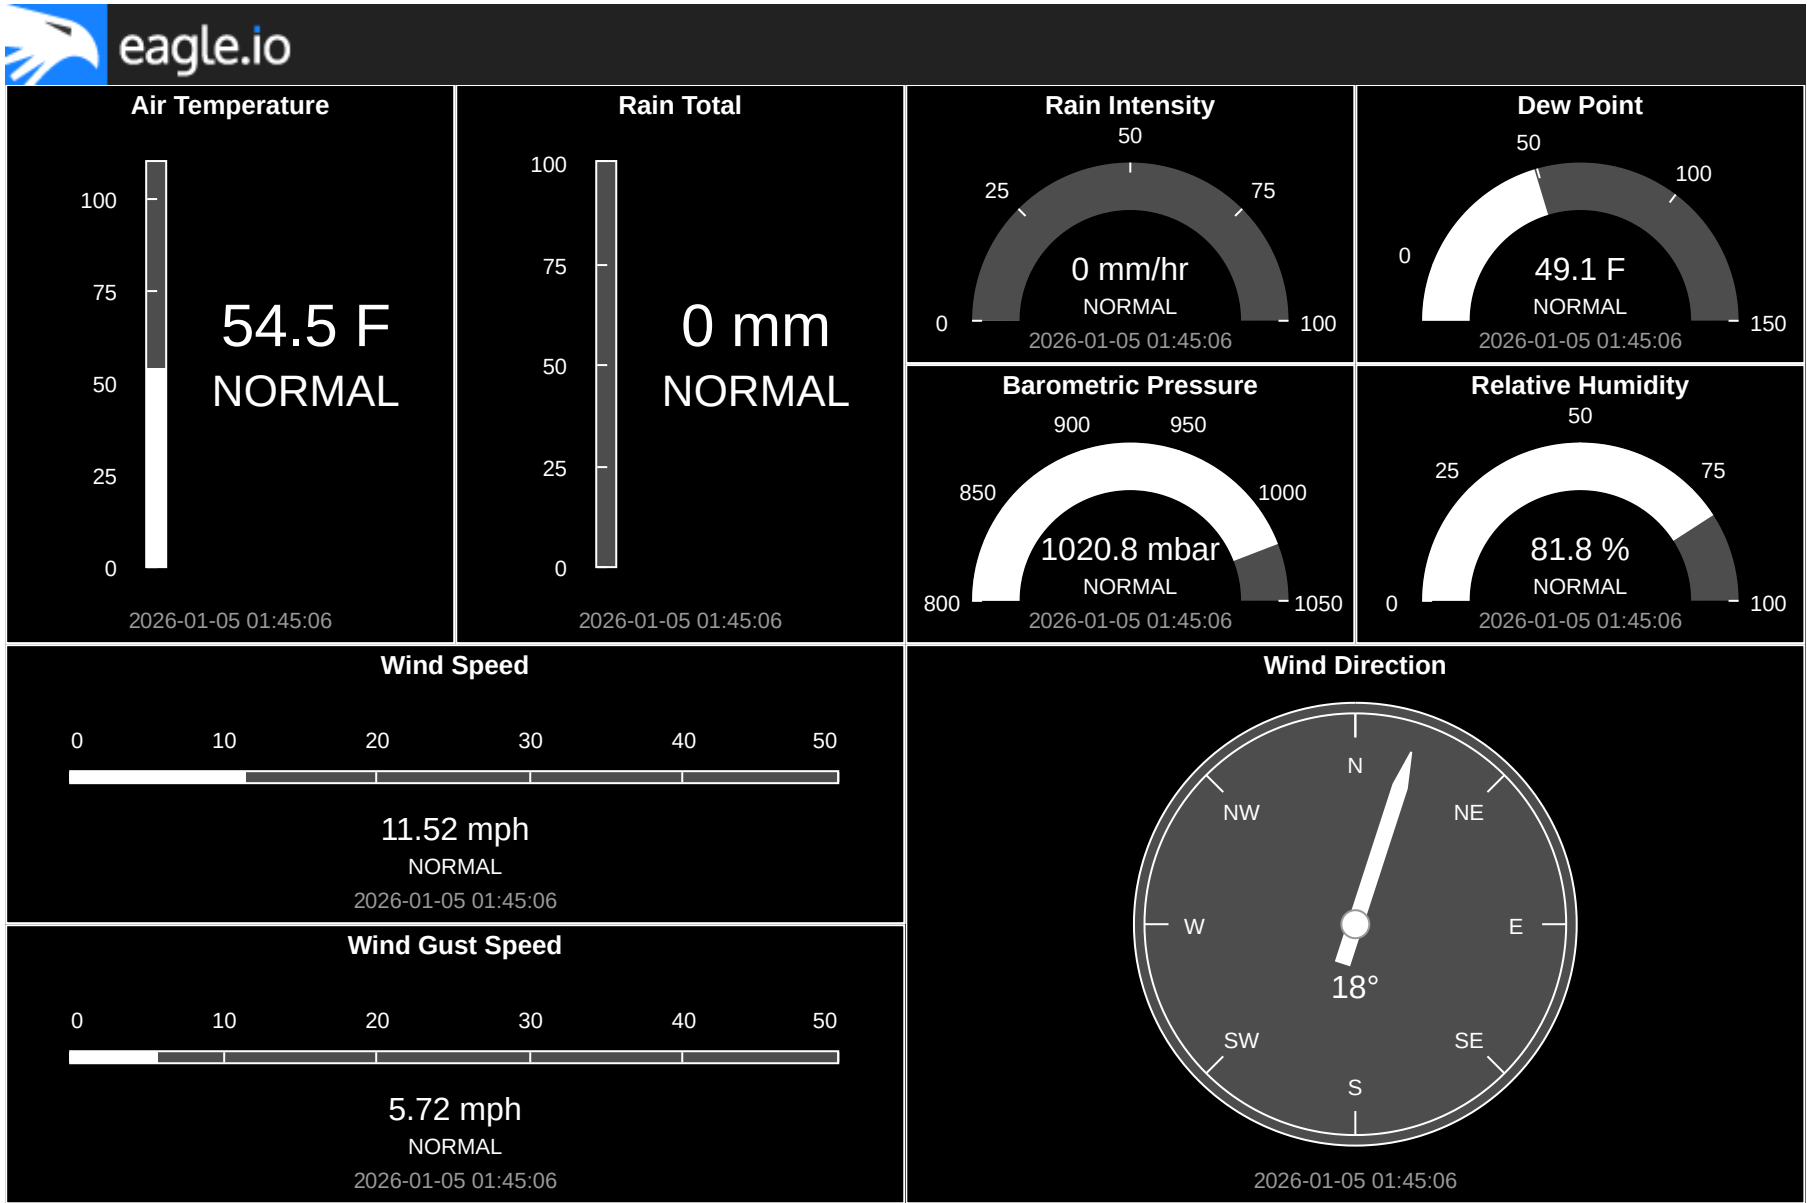 eagle.io
Air Temperature
100
75
50
25
0
54.5 F
NORMAL
2026-01-05 01:45:06
Rain Total
100
75
50
25
0
0 mm
NORMAL
2026-01-05 01:45:06
Rain Intensity
50
25
75
0
100
0 mm/hr
NORMAL
2026-01-05 01:45:06
Dew Point
50
100
0
150
49.1 F
NORMAL
2026-01-05 01:45:06
Barometric Pressure
900
950
850
1000
800
1050
1020.8 mbar
NORMAL
2026-01-05 01:45:06
Relative Humidity
50
25
75
0
100
81.8 %
NORMAL
2026-01-05 01:45:06
Wind Speed
0 10 20 30 40 50
11.52 mph
NORMAL
2026-01-05 01:45:06
Wind Gust Speed
0 10 20 30 40 50
5.72 mph
NORMAL
2026-01-05 01:45:06
Wind Direction
N
NW
NE
W
E
18°
SW
SE
S
2026-01-05 01:45:06